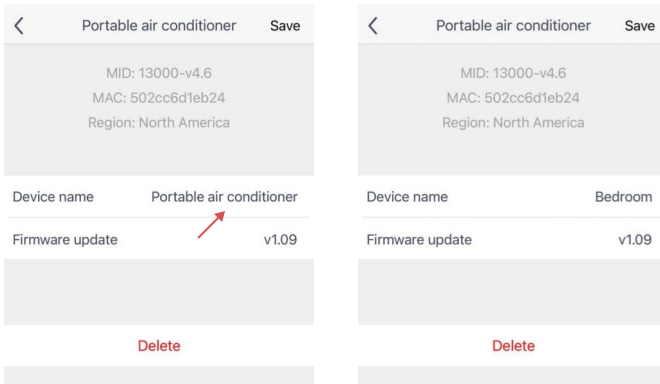 Portable air conditioner Save
MID: 13000-v4.6
MAC: 502cc6d1eb24
Region: North America
Device name Portable air conditioner
Firmware update v1.09
Delete
Portable air conditioner Save
MID: 13000-v4.6
MAC: 502cc6d1eb24
Region: North America
Device name Bedroom
Firmware update v1.09
Delete